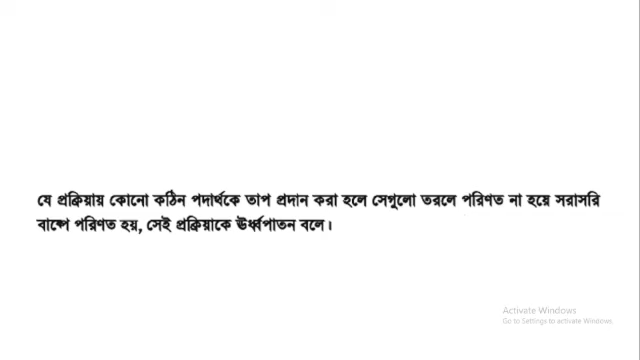 যে প্রক্রিয়ায় কোনো কঠিন পদার্থকে তাপ প্রদান করা হলে সেগুলো তরলে পরিণত না হয়ে সরাসরি
বাষ্পে পরিণত হয়, সেই প্রক্রিয়াকে ঊর্ধ্বপাতন বলে।
Activate Windows
Go to Settings to activate Windows.